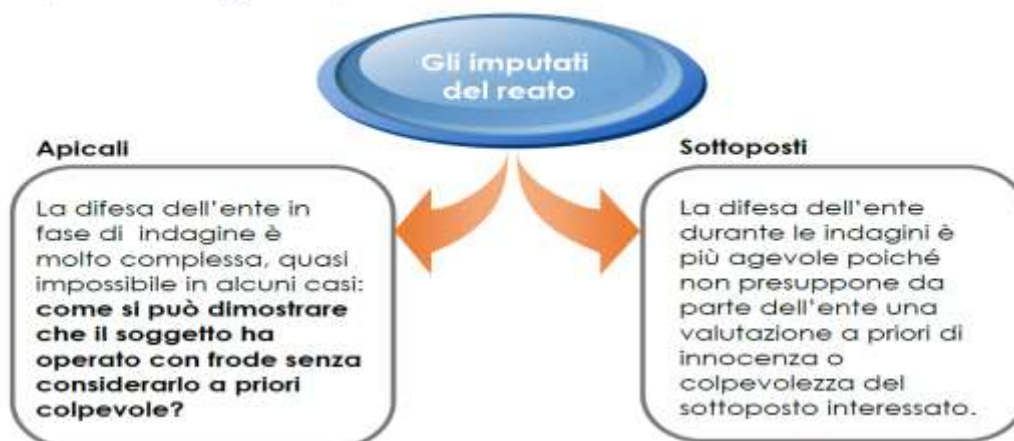 Gli imputati
del reato
Apicali
La difesa dell'ente in
fase di indagine è
molto complessa, quasi
impossibile in alcuni casi:
come si può dimostrare
che il soggetto ha
operato con frode senza
considerarlo a priori
colpevole?
Sottoposti
La difesa dell'ente
durante le indagini è
più agevole poiché
non presuppone da
parte dell'ente una
valutazione a priori di
innocenza o
colpevolezza del
sottoposto interessato.